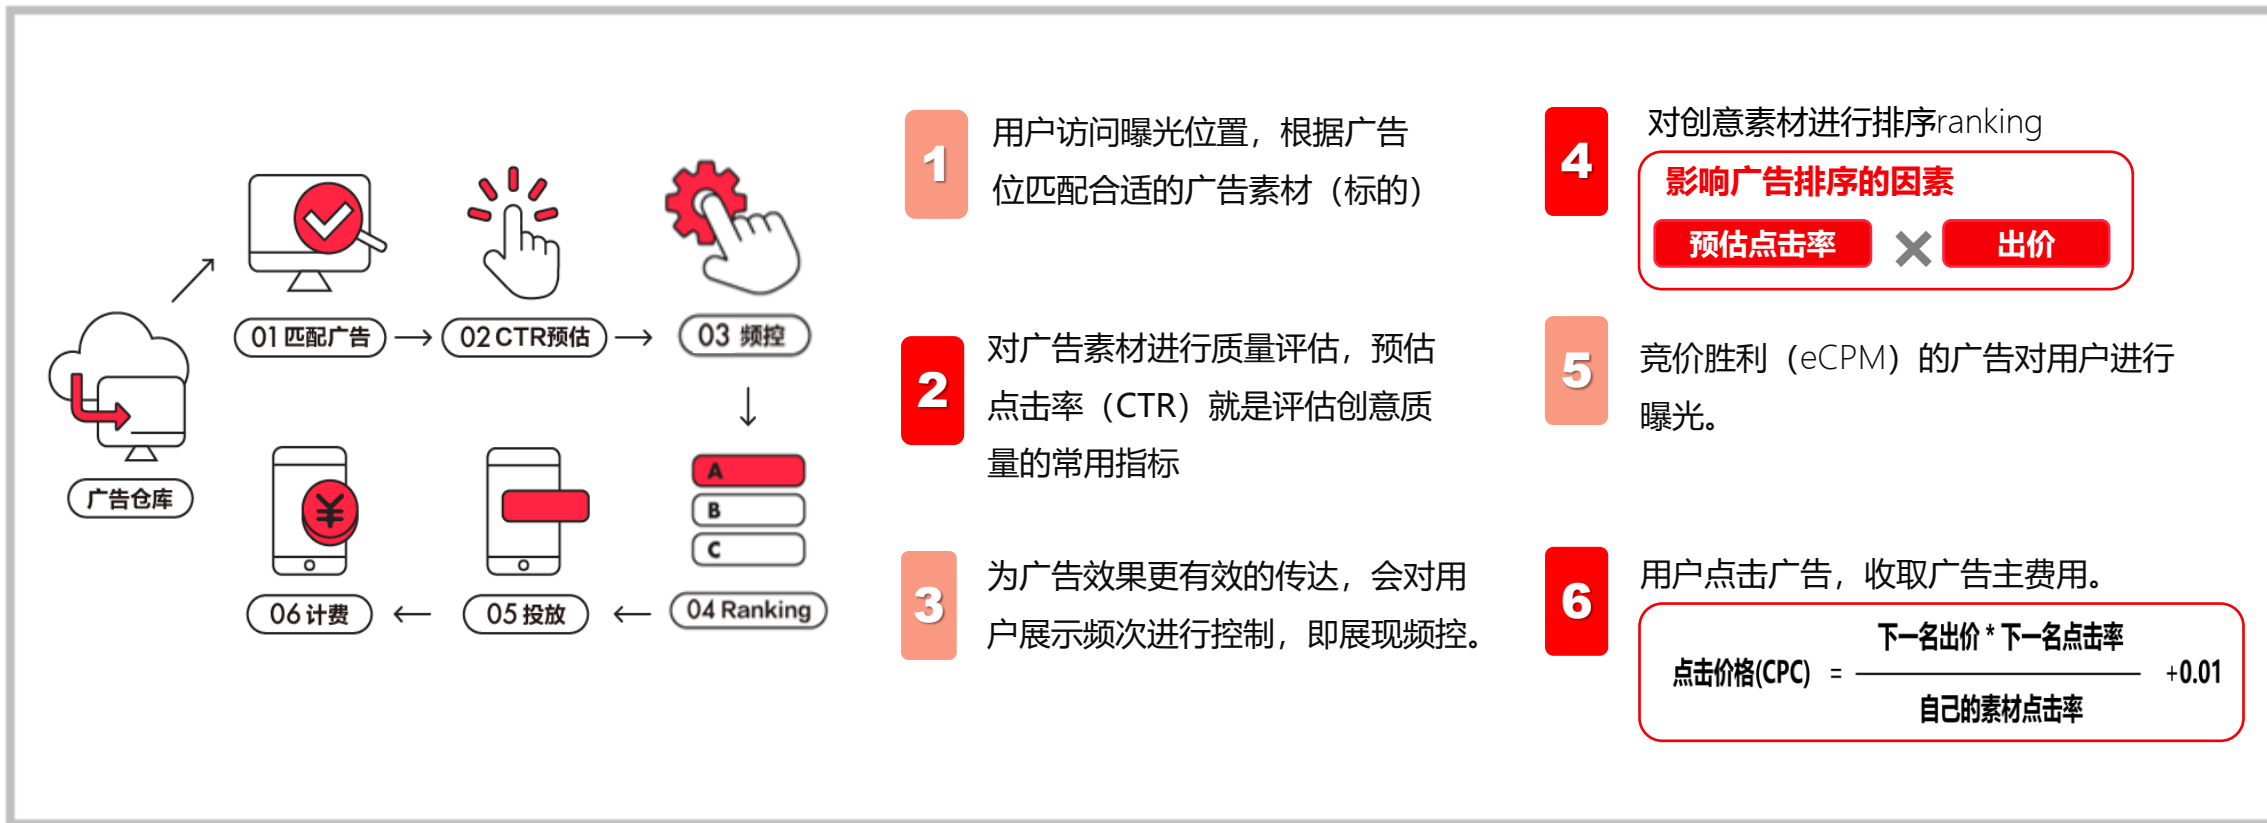 广告仓库
01 匹配广告
02 CTR预估
03 频控
A
B
C
04 Ranking
05 投放
06 计费
1
用户访问曝光位置，根据广告
位匹配合适的广告素材（标的）
2
对广告素材进行质量评估，预估
点击率（CTR）就是评估创意质
量的常用指标
3
为广告效果更有效的传达，会对用
户展示频次进行控制，即展现频控。
4
对创意素材进行排序ranking
影响广告排序的因素
预估点击率 × 出价
5
竞价胜利（eCPM）的广告对用户进行
曝光。
6
用户点击广告，收取广告主费用。
下一名出价 * 下一名点击率
点击价格(CPC) = +0.01
自己的素材点击率